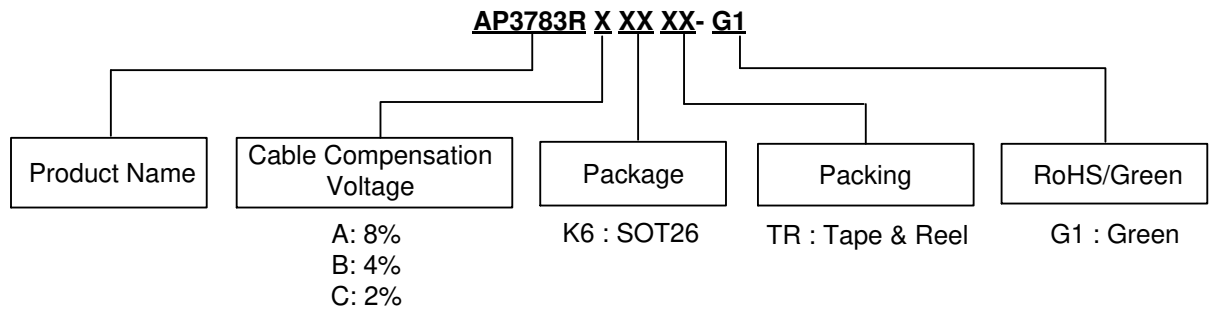 AP3783R X XX XX- G1
Product Name
Cable Compensation
Voltage
Package
Packing
RoHS/Green
A: 8%
B: 4%
C: 2%
K6 : SOT26
TR : Tape & Reel
G1 : Green